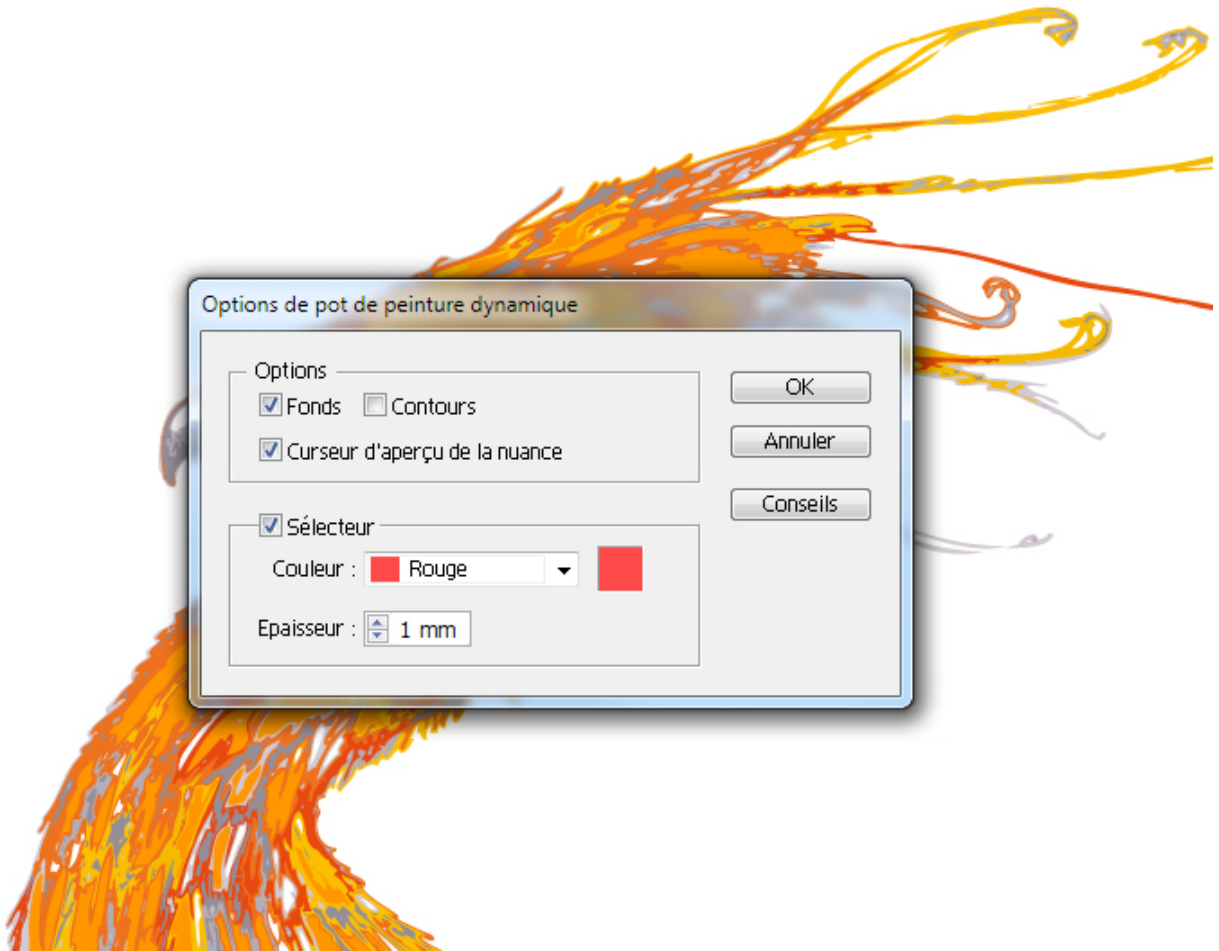 Options de pot de peinture dynamique
Options
Fonds Contours
Curseur d'aperçu de la nuance
OK
Annuler
Conseils
Sélecteur
Couleur : Rouge
Epaisseur : 1 mm